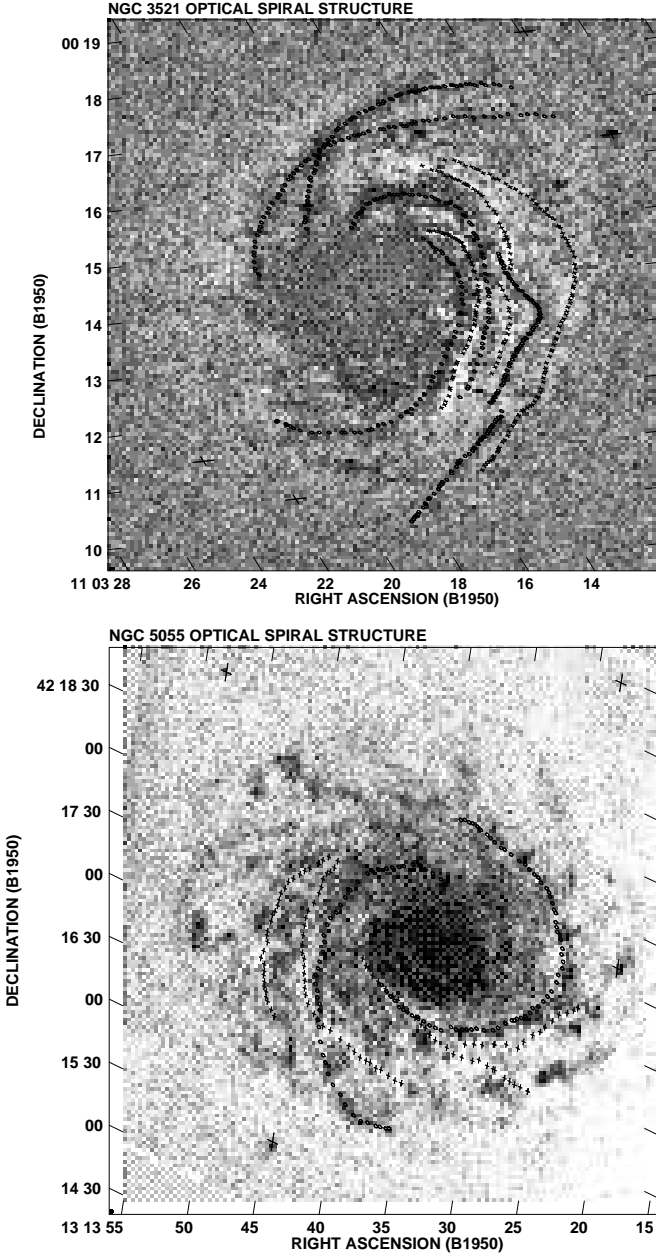 NGC 3521 OPTICAL SPIRAL STRUCTURE
00 19
18
17
16
15
14
13
12
11
10
DECLINATION (B1950)
11 03 28 26 24 22 20 18 16 14
RIGHT ASCENSION (B1950)
NGC 5055 OPTICAL SPIRAL STRUCTURE
42 18 30
00
17 30
00
16 30
00
15 30
00
14 30
DECLINATION (B1950)
13 13 55 50 45 40 35 30 25 20 15
RIGHT ASCENSION (B1950)